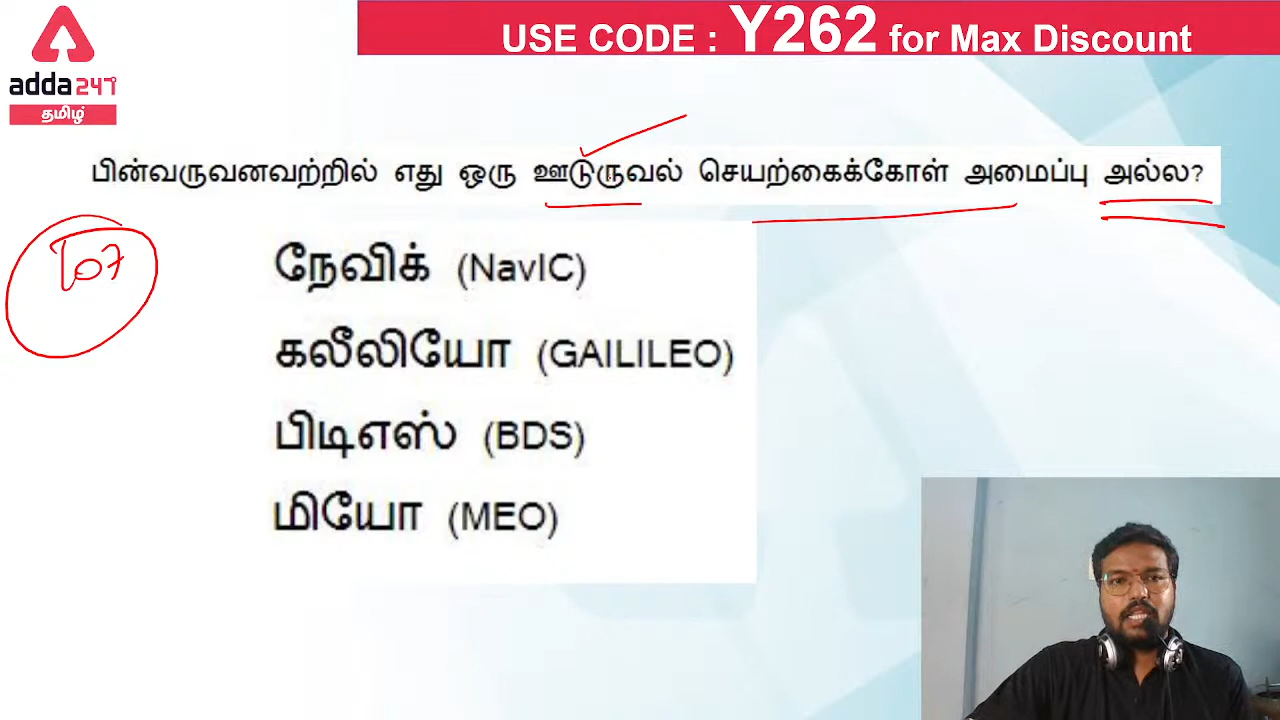 USE CODE : Y262 for Max Discount
adda247
தமிழ்
பின்வருவனவற்றில் எது ஒரு ஊடுருவல் செயற்கைக்கோள் அமைப்பு அல்ல?
நேவிக் (NavIC)
கலீலியோ (GAILILEO)
பிடிஎஸ் (BDS)
மியோ (MEO)